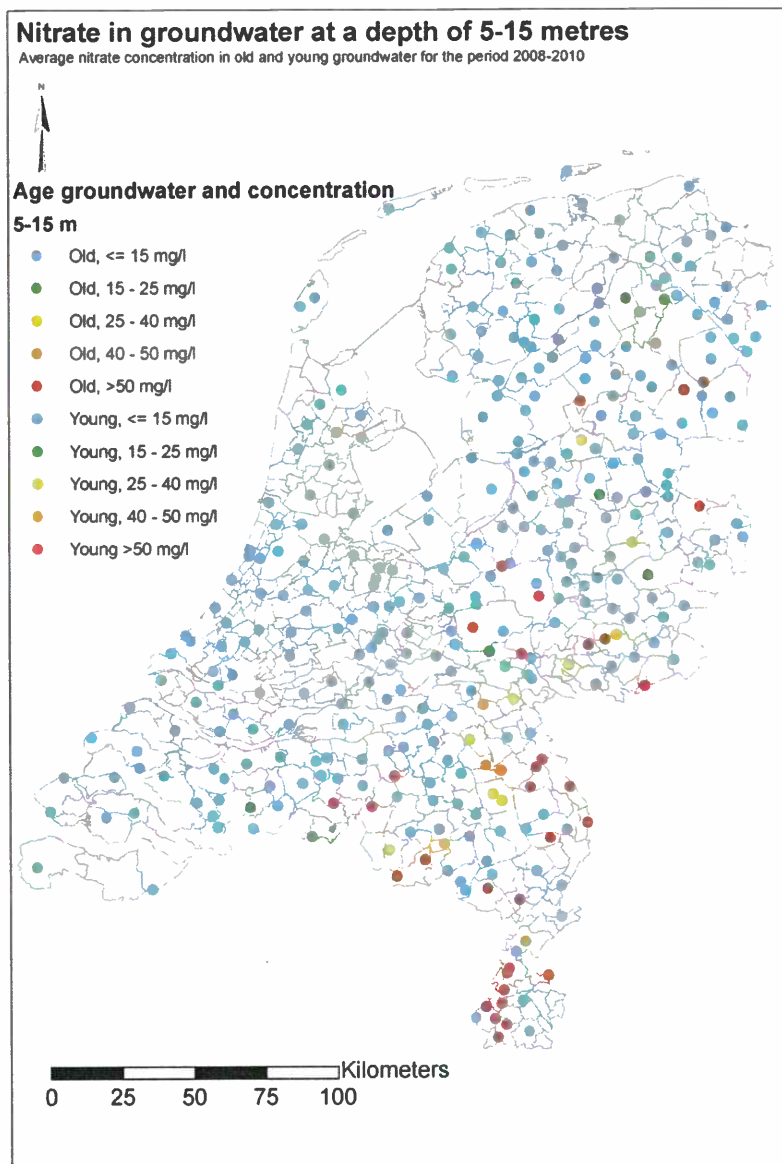 Nitrate in groundwater at a depth of 5-15 metres
Average nitrate concentration in old and young groundwater for the period 2008-2010
N
Age groundwater and concentration
5-15 m
Old, <= 15 mg/l
Old, 15 - 25 mg/l
Old, 25 - 40 mg/l
Old, 40 - 50 mg/l
Old, >50 mg/l
Young, <= 15 mg/l
Young, 15 - 25 mg/l
Young, 25 - 40 mg/l
Young, 40 - 50 mg/l
Young >50 mg/l
Kilometers
0 25 50 75 100